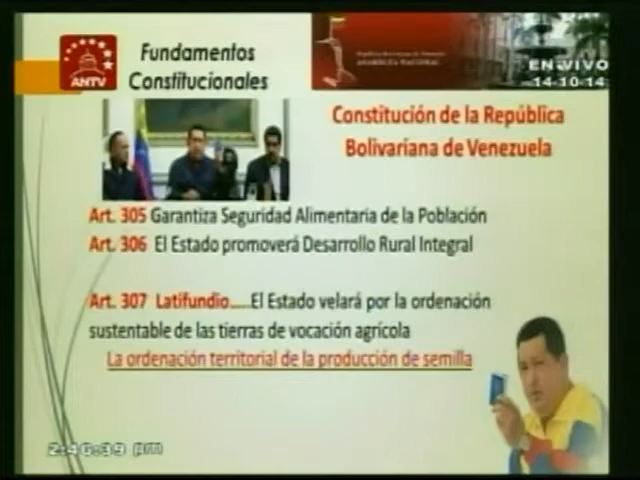 ANTV
Fundamentos
Constitucionales
ASAMBLEA NACIONAL
EN VIVO
14-10-14
Constitución de la República
Bolivariana de Venezuela
Art. 305 Garantiza Seguridad Alimentaria de la Población
Art. 306 El Estado promoverá Desarrollo Rural Integral
Art. 307 Latifundio.....El Estado velará por la ordenación
sustentable de las tierras de vocación agrícola
La ordenación territorial de la producción de semilla
2:46:39 pm